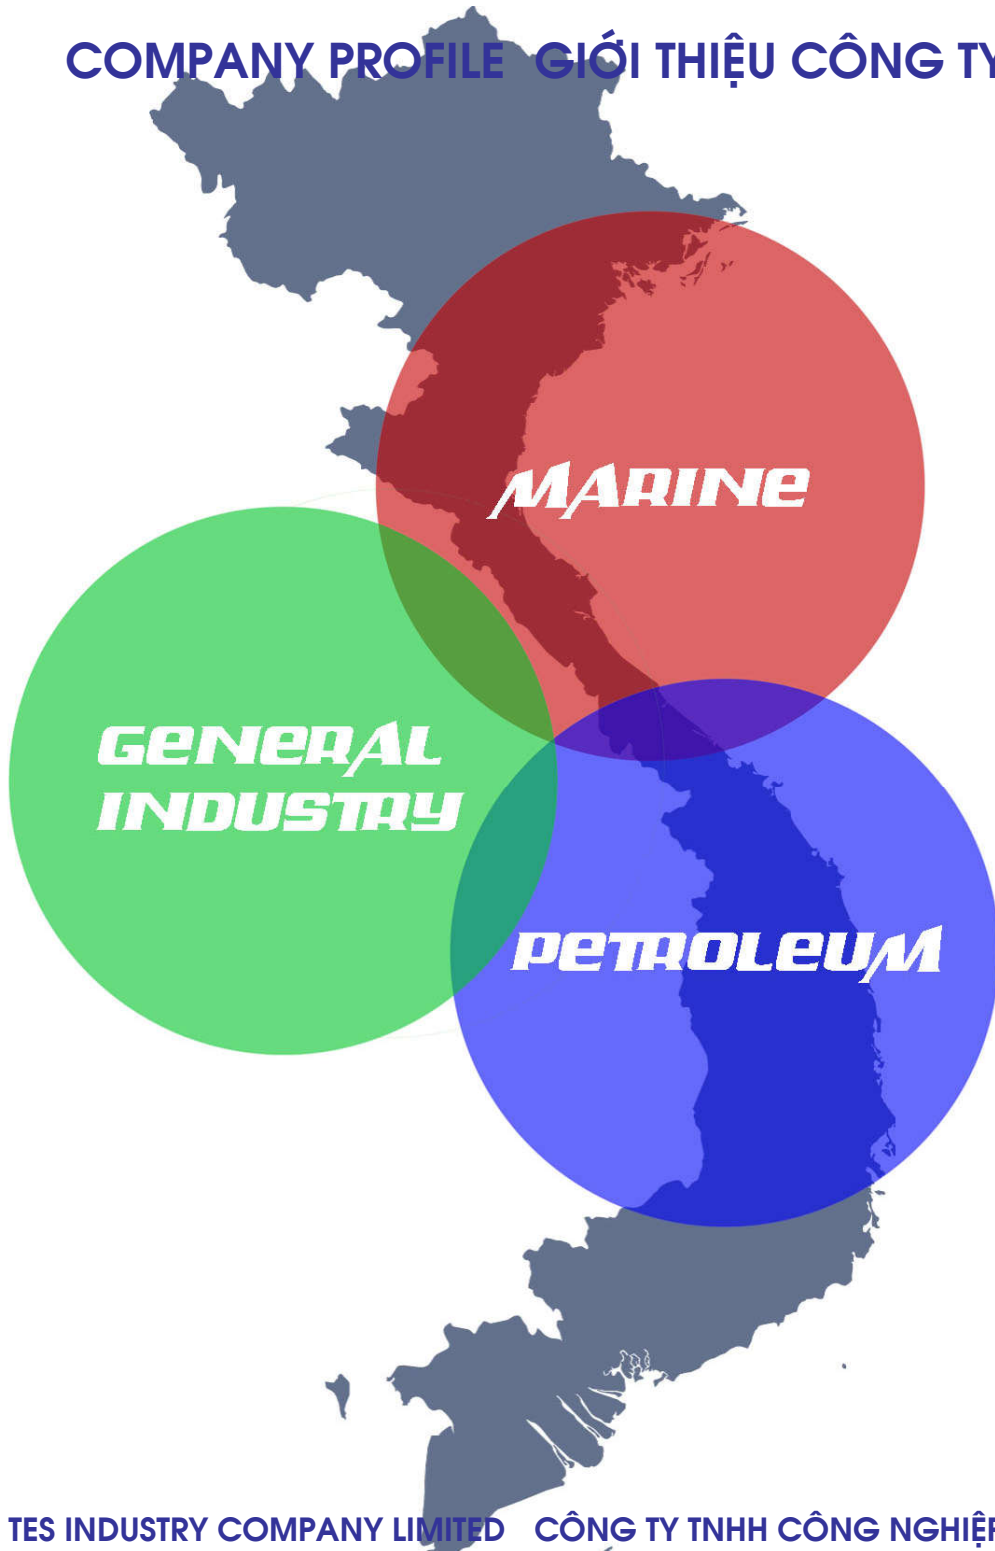 COMPANY PROFILE GIỚI THIỆU CÔNG TY
MARINE
GENERAL
INDUSTRY
PETROLEUM
TES INDUSTRY COMPANY LIMITED CÔNG TY TNHH CÔNG NGHIỆP